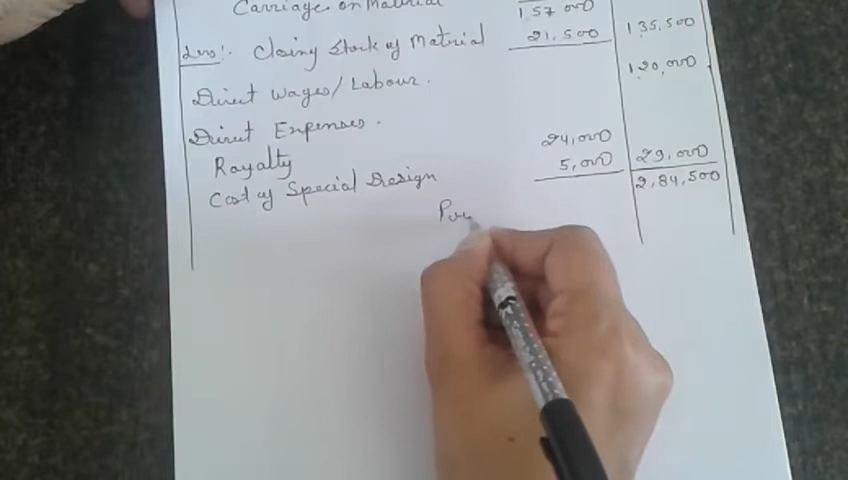 Carriages on Material
1,57,000
Less:- Closing Stock of Material 21,500 1,35,500
Direct Wages/Labour. 1,20,000
Direct Expenses.
Royalty 24,000
Cost of Special Design 5,000 29,000
2,84,500